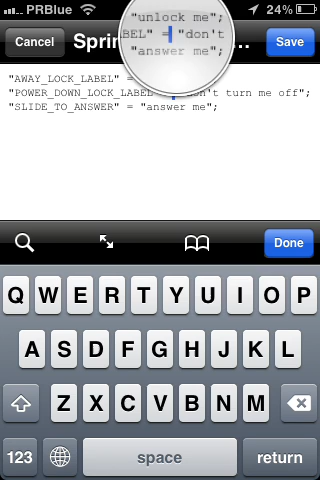 PRBlue 24%
Cancel Sprin ... Save
"unlock me";
BEL" = "don't
"answer me";
"AWAY_LOCK_LABEL" =
"POWER_DOWN_LOCK_LABEL don't turn me off";
"SLIDE_TO_ANSWER" = "answer me";
Done
Q W E R T Y U I O P
A S D F G H J K L
Z X C V B N M
123 space return